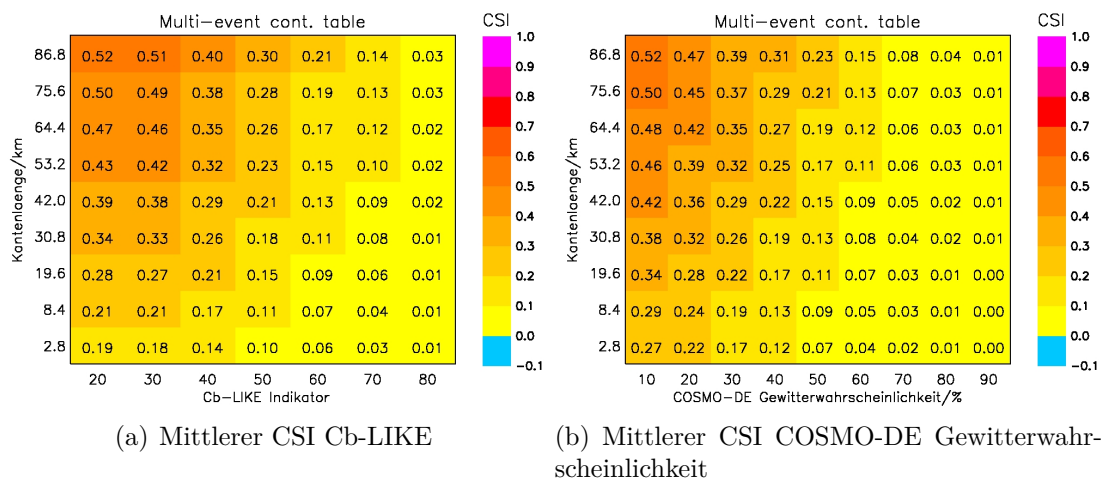 Multi-event cont. table
CSI
Kantenlaenge/km
86.8 0.52 0.51 0.40 0.30 0.21 0.14 0.03
75.6 0.50 0.49 0.38 0.28 0.19 0.13 0.03
64.4 0.47 0.46 0.35 0.26 0.17 0.12 0.02
53.2 0.43 0.42 0.32 0.23 0.15 0.10 0.02
42.0 0.39 0.38 0.29 0.21 0.13 0.09 0.02
30.8 0.34 0.33 0.26 0.18 0.11 0.08 0.01
19.6 0.28 0.27 0.21 0.15 0.09 0.06 0.01
8.4 0.21 0.21 0.17 0.11 0.07 0.04 0.01
2.8 0.19 0.18 0.14 0.10 0.06 0.03 0.01
20 30 40 50 60 70 80
Cb-LIKE Indikator
1.0
0.9
0.8
0.7
0.6
0.5
0.4
0.3
0.2
0.1
0.0
-0.1
(a) Mittlerer CSI Cb-LIKE
Multi-event cont. table
CSI
Kantenlaenge/km
86.8 0.52 0.47 0.39 0.31 0.23 0.15 0.08 0.04 0.01
75.6 0.50 0.45 0.37 0.29 0.21 0.13 0.07 0.03 0.01
64.4 0.48 0.42 0.35 0.27 0.19 0.12 0.06 0.03 0.01
53.2 0.46 0.39 0.32 0.25 0.17 0.11 0.06 0.03 0.01
42.0 0.42 0.36 0.29 0.22 0.15 0.09 0.05 0.02 0.01
30.8 0.38 0.32 0.26 0.19 0.13 0.08 0.04 0.02 0.01
19.6 0.34 0.28 0.22 0.17 0.11 0.07 0.03 0.01 0.00
8.4 0.29 0.24 0.19 0.13 0.09 0.05 0.03 0.01 0.00
2.8 0.27 0.22 0.17 0.12 0.07 0.04 0.02 0.01 0.00
10 20 30 40 50 60 70 80 90
COSMO-DE Gewitterwahrscheinlichkeit/%
1.0
0.9
0.8
0.7
0.6
0.5
0.4
0.3
0.2
0.1
0.0
-0.1
(b) Mittlerer CSI COSMO-DE Gewitterwahr-
scheinlichkeit